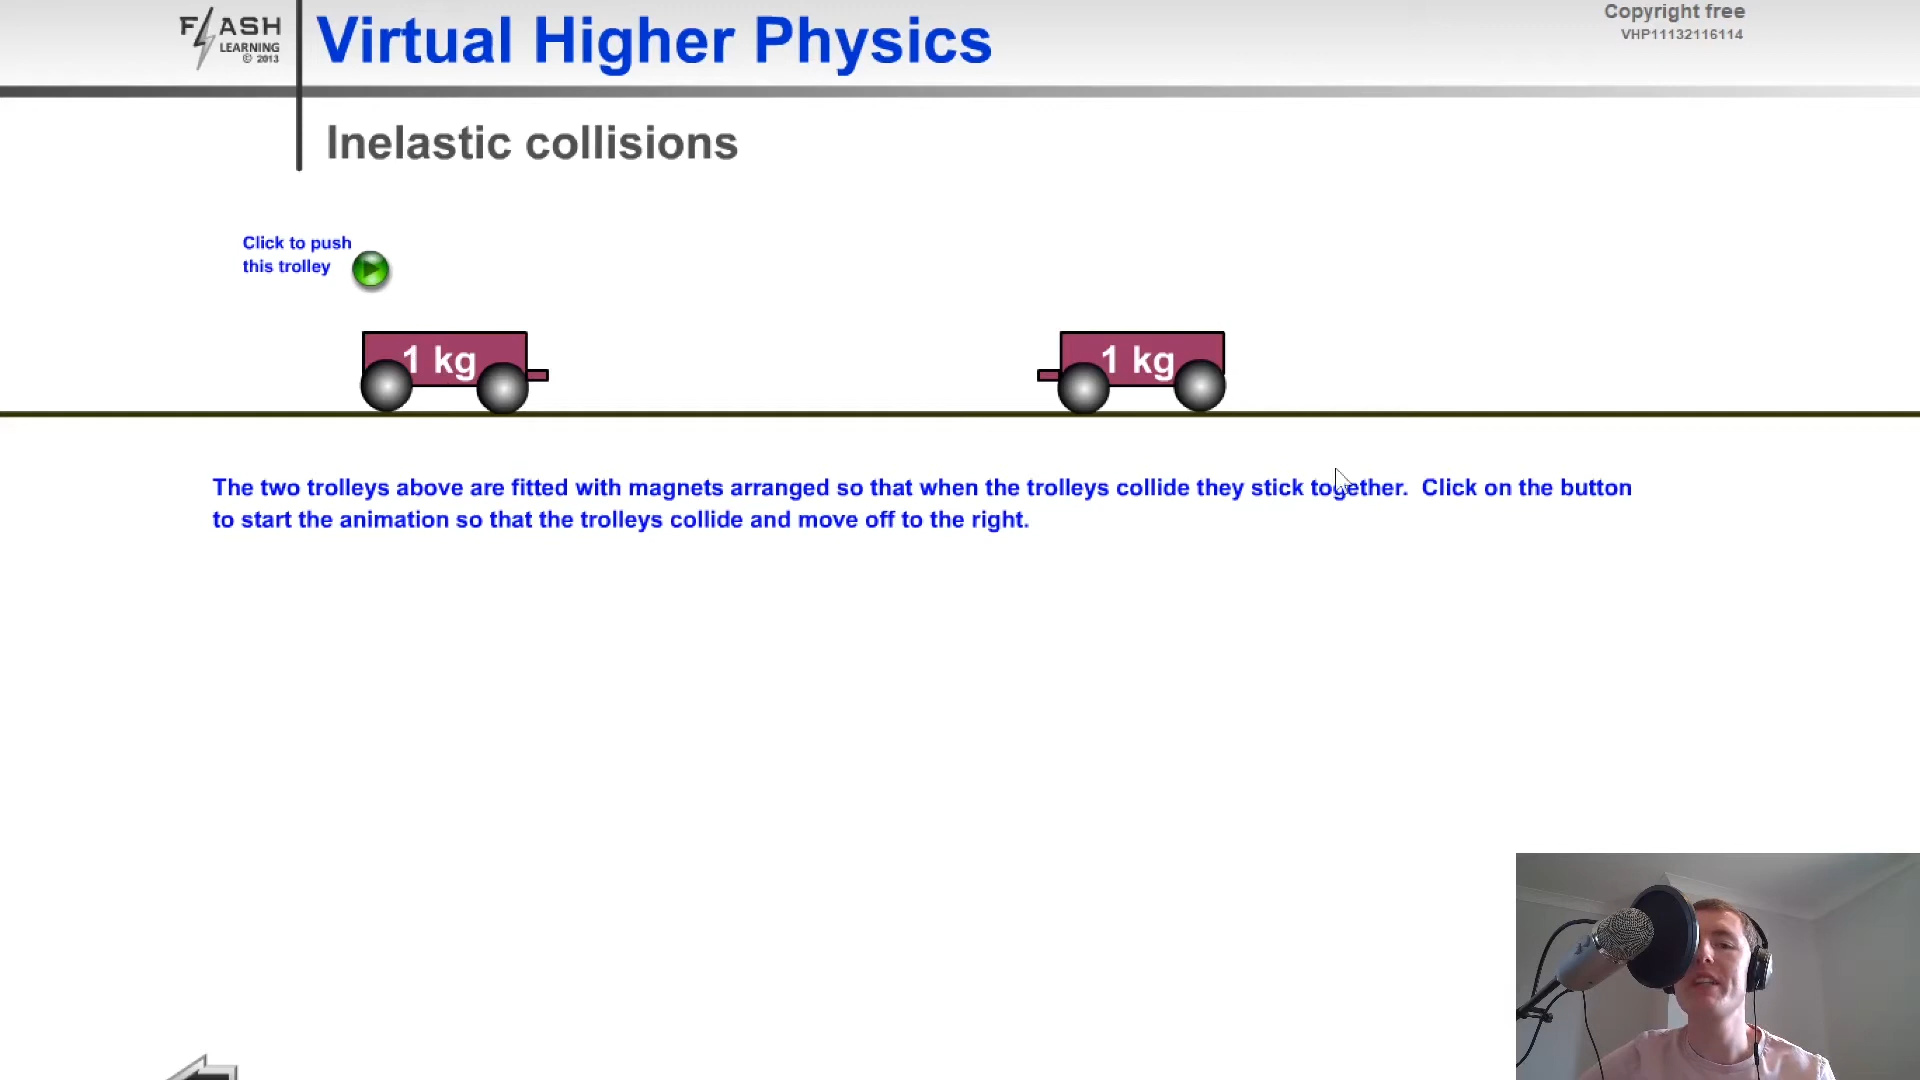 FLASH
LEARNING
© 2013
Virtual Higher Physics
Copyright free
VHP11132116114
Inelastic collisions
Click to push
this trolley
1 kg
1 kg
The two trolleys above are fitted with magnets arranged so that when the trolleys collide they stick together. Click on the button
to start the animation so that the trolleys collide and move off to the right.